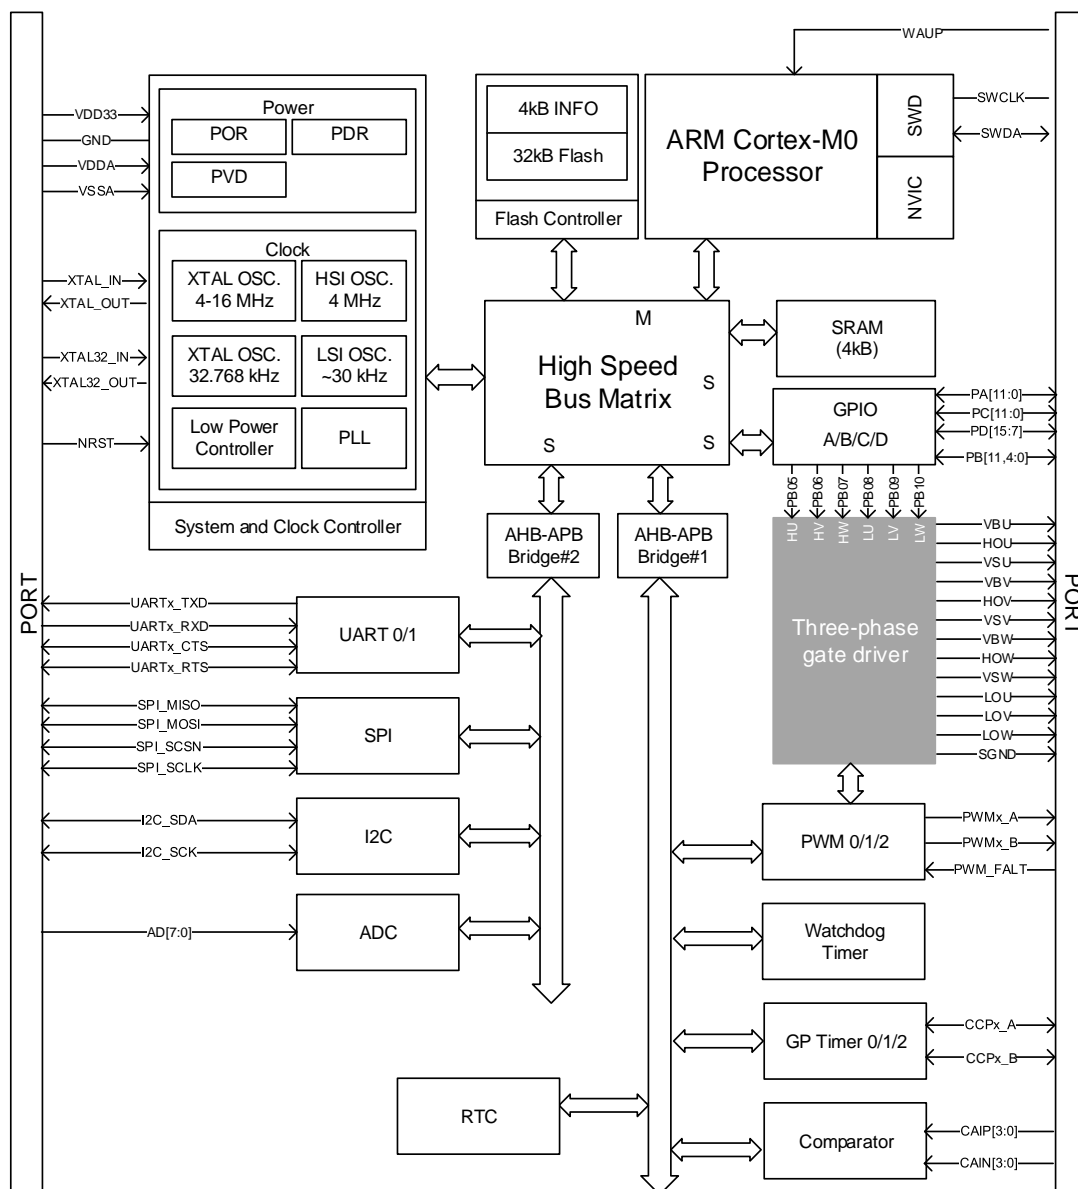 WAUP
VDD33
GND
VDDA
VSSA
Power
POR
PDR
PVD
4kB INFO
32kB Flash
Flash Controller
ARM Cortex-M0
Processor
SWD
NVIC
SWCLK
SWDA
Clock
XTAL OSC.
4-16 MHz
HSI OSC.
4 MHz
XTAL OSC.
32.768 kHz
LSI OSC.
~30 kHz
Low Power
Controller
PLL
System and Clock Controller
XTAL_IN
XTAL_OUT
XTAL32_IN
XTAL32_OUT
NRST
M
High Speed
Bus Matrix
S
S
S
SRAM
(4kB)
GPIO
A/B/C/D
PA[11:0]
PC[11:0]
PD[15:7]
PB[11,4:0]
PB05
PB06
PB07
PB08
PB09
PB10
HU
HV
HW
LU
LV
LW
Three-phase
gate driver
VBU
HOU
VSU
VBV
HOV
VSV
VBW
HOW
VSW
LOU
LOV
LOW
SGND
AHB-APB
Bridge#2
AHB-APB
Bridge#1
PORT
PORT
UARTx_TXD
UARTx_RXD
UARTx_CTS
UARTx_RTS
UART 0/1
SPI_MISO
SPI_MOSI
SPI_SCSN
SPI_SCLK
SPI
I2C_SDA
I2C_SCK
I2C
AD[7:0]
ADC
PWM 0/1/2
PWMx_A
PWMx_B
PWM_FALT
Watchdog
Timer
GP Timer 0/1/2
CCPx_A
CCPx_B
RTC
Comparator
CAIP[3:0]
CAIN[3:0]